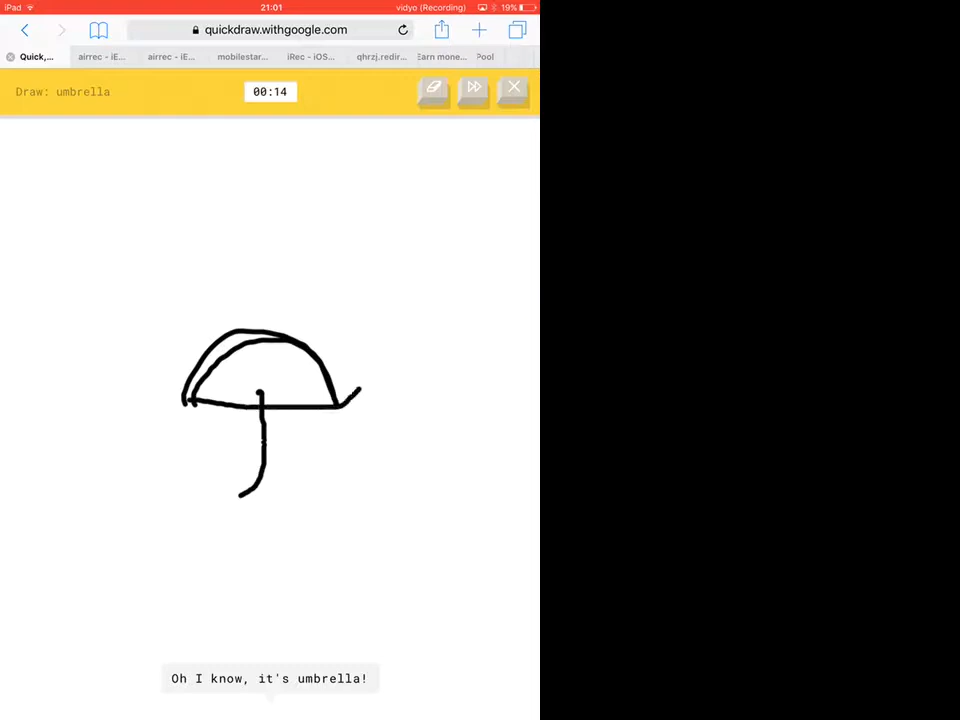 iPad 21:01 vidyo (Recording) 19%
quickdraw.withgoogle.com
Quick,... airrec - iE... airrec - iE... mobilestar... iRec - iOS... qhrzj.redir... Earn mone... Pool
Draw: umbrella 00:14
Oh I know, it's umbrella!